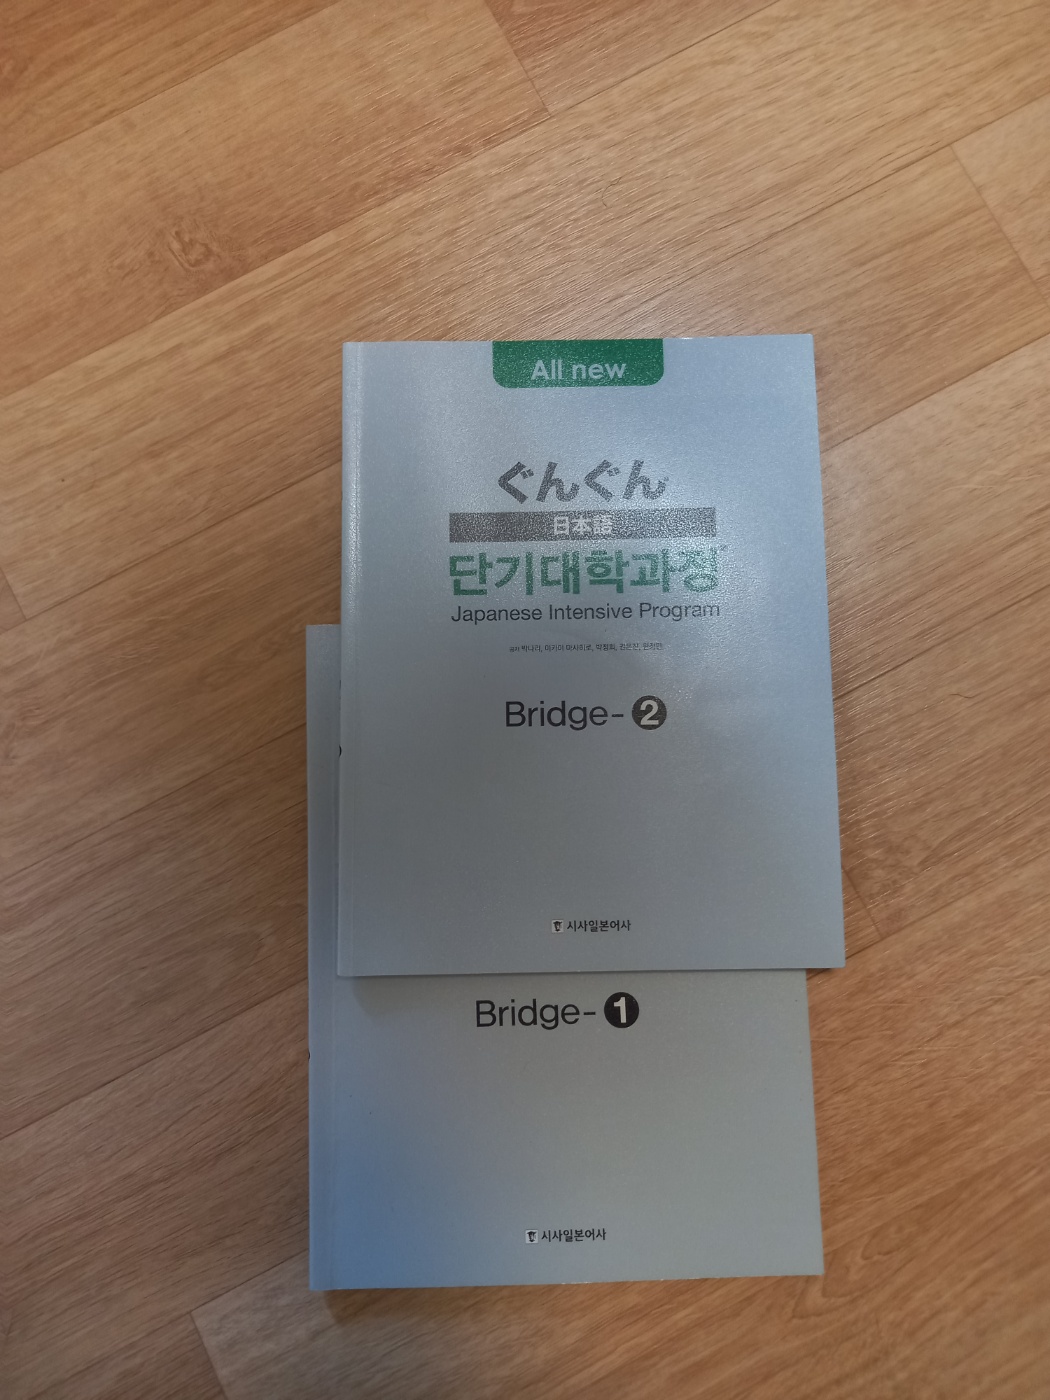 All new
ぐんぐん
日本語
단기대학과정
Japanese Intensive Program
Bridge-2
시사일본어사
Bridge-1
시사일본어사